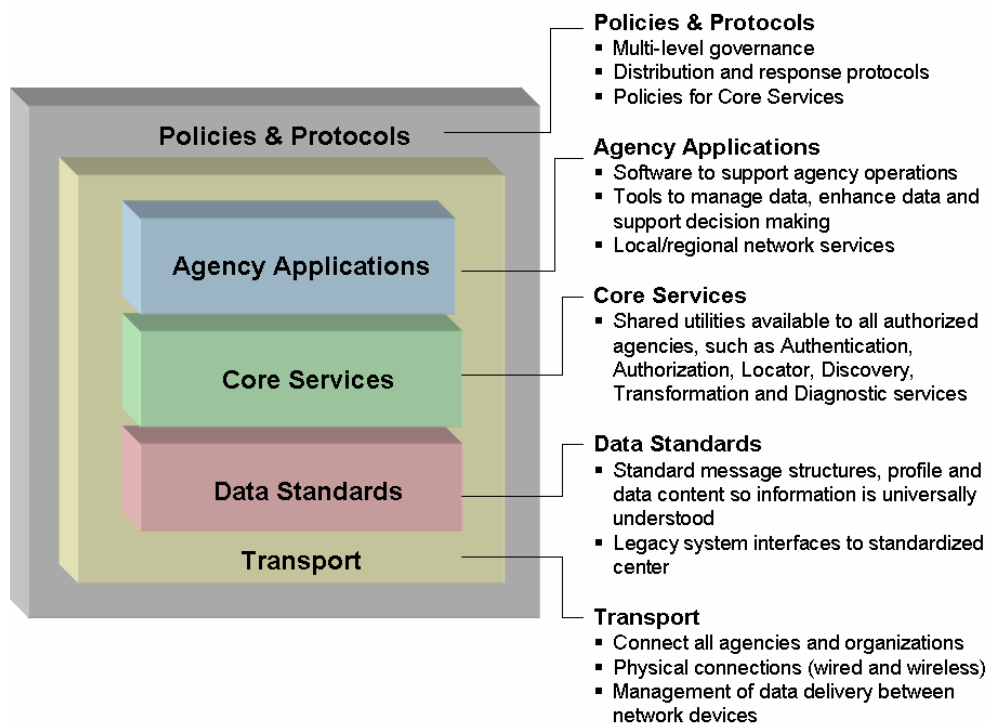 Policies & Protocols
Agency Applications
Core Services
Data Standards
Transport
Policies & Protocols
▪ Multi-level governance
▪ Distribution and response protocols
▪ Policies for Core Services
Agency Applications
▪ Software to support agency operations
▪ Tools to manage data, enhance data and
support decision making
▪ Local/regional network services
Core Services
▪ Shared utilities available to all authorized
agencies, such as Authentication,
Authorization, Locator, Discovery,
Transformation and Diagnostic services
Data Standards
▪ Standard message structures, profile and
data content so information is universally
understood
▪ Legacy system interfaces to standardized
center
Transport
▪ Connect all agencies and organizations
▪ Physical connections (wired and wireless)
▪ Management of data delivery between
network devices